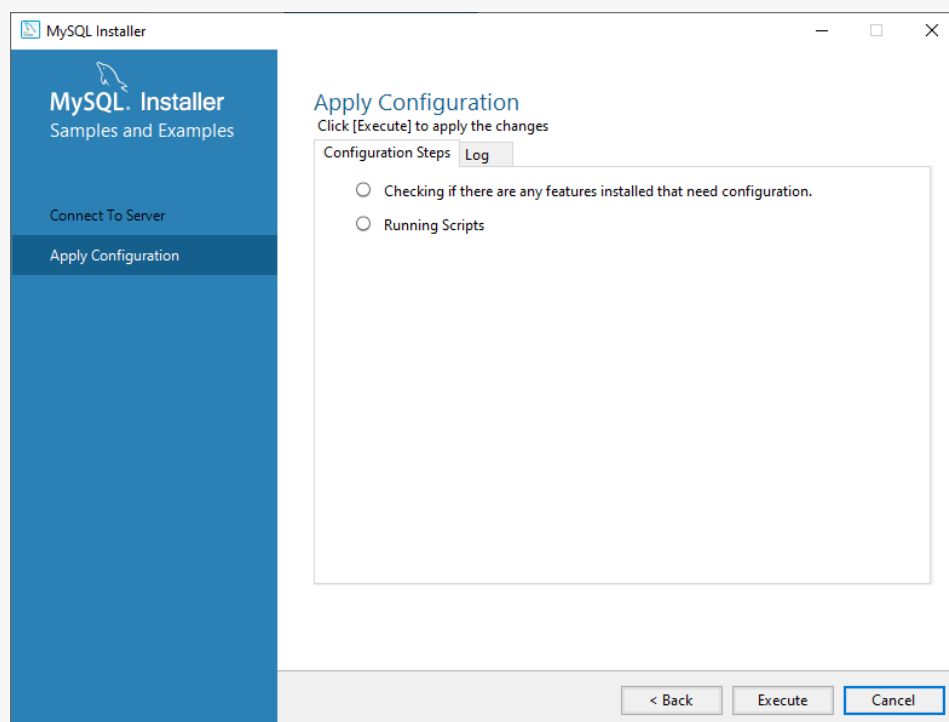 MySQL Installer
MySQL. Installer
Samples and Examples
Connect To Server
Apply Configuration
Apply Configuration
Click [Execute] to apply the changes
Configuration Steps
Log
Checking if there are any features installed that need configuration.
Running Scripts
< Back
Execute
Cancel